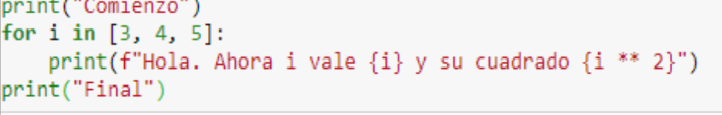 print("Comienzo")
for i in [3, 4, 5]:
    print(f"Hola. Ahora i vale {i} y su cuadrado {i ** 2}")
print("Final")